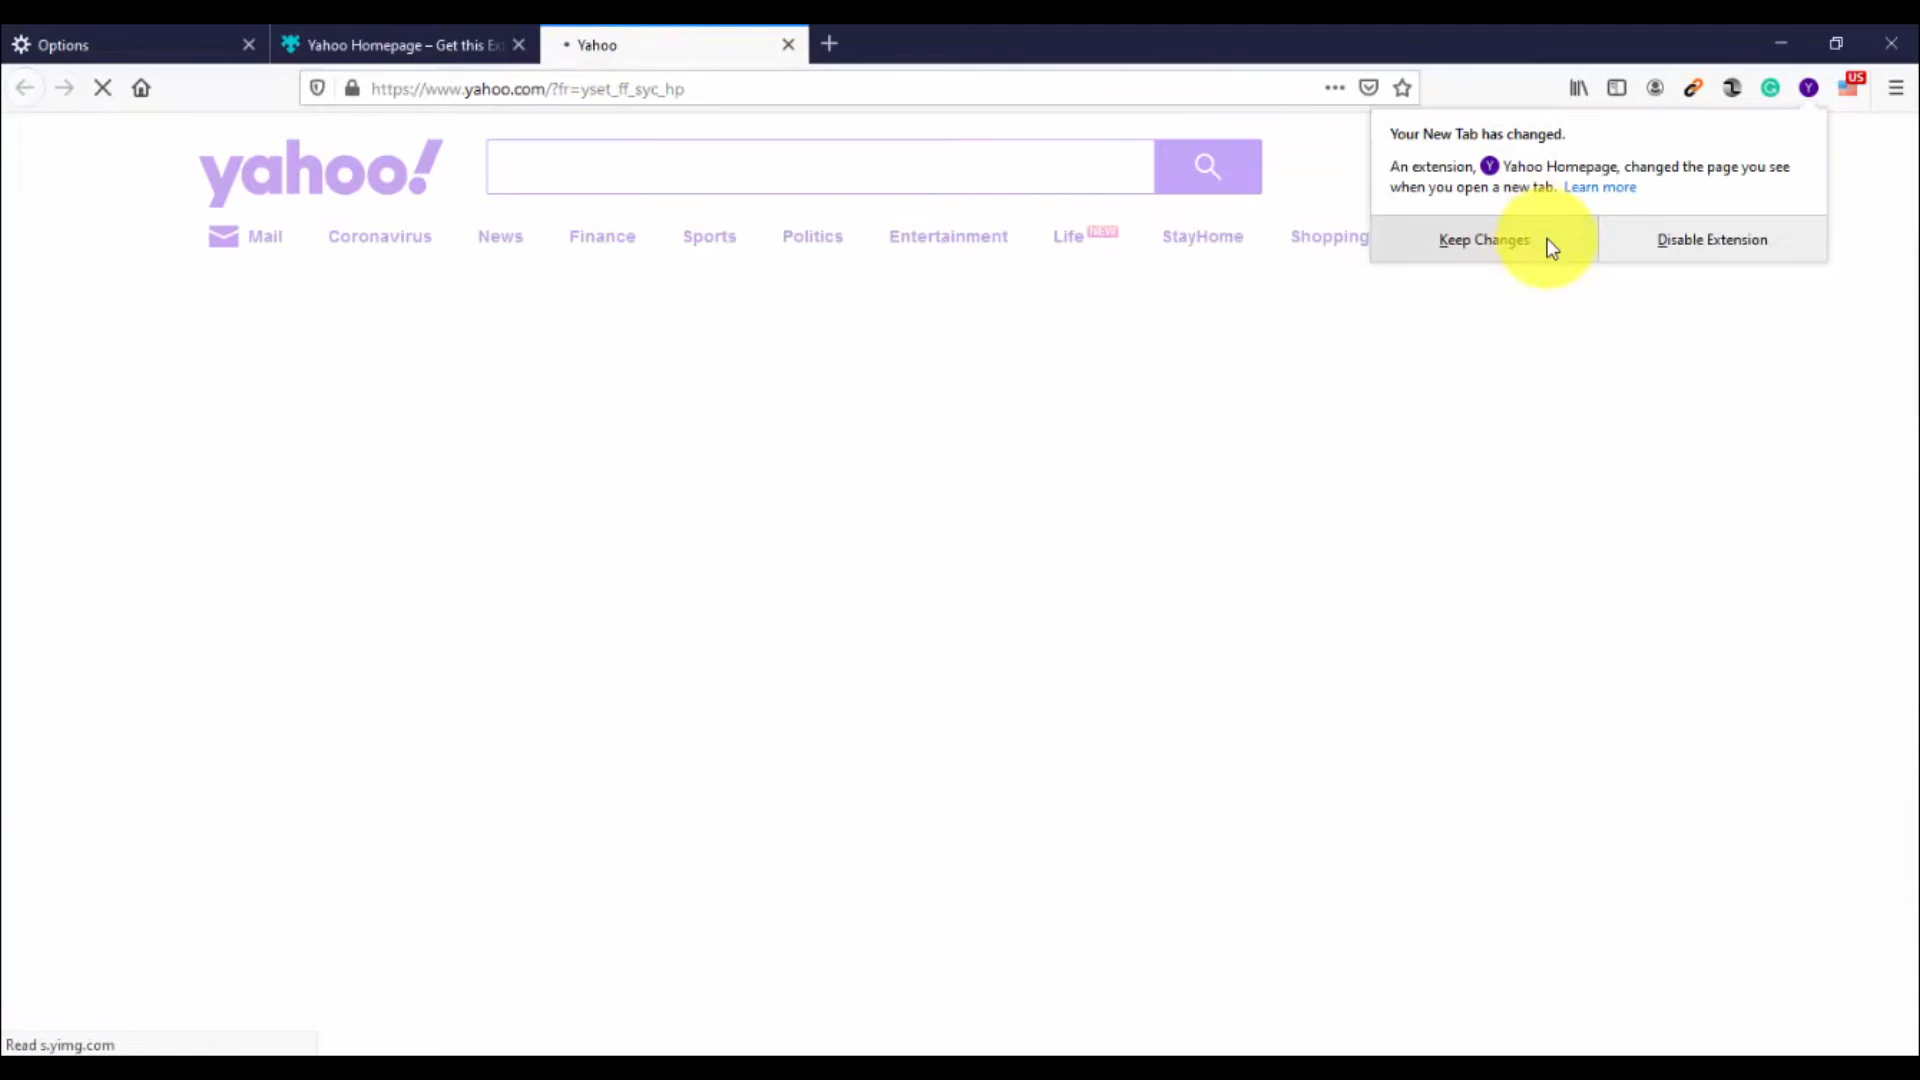 Options
Yahoo Homepage – Get this Ex
Yahoo
https://www.yahoo.com/?fr=yset_ff_syc_hp
US
Your New Tab has changed.
An extension, Y Yahoo Homepage, changed the page you see
when you open a new tab. Learn more
Keep Changes
Disable Extension
yahoo!
Mail Coronavirus News Finance Sports Politics Entertainment Life NEW StayHome Shopping
Read s.yimg.com